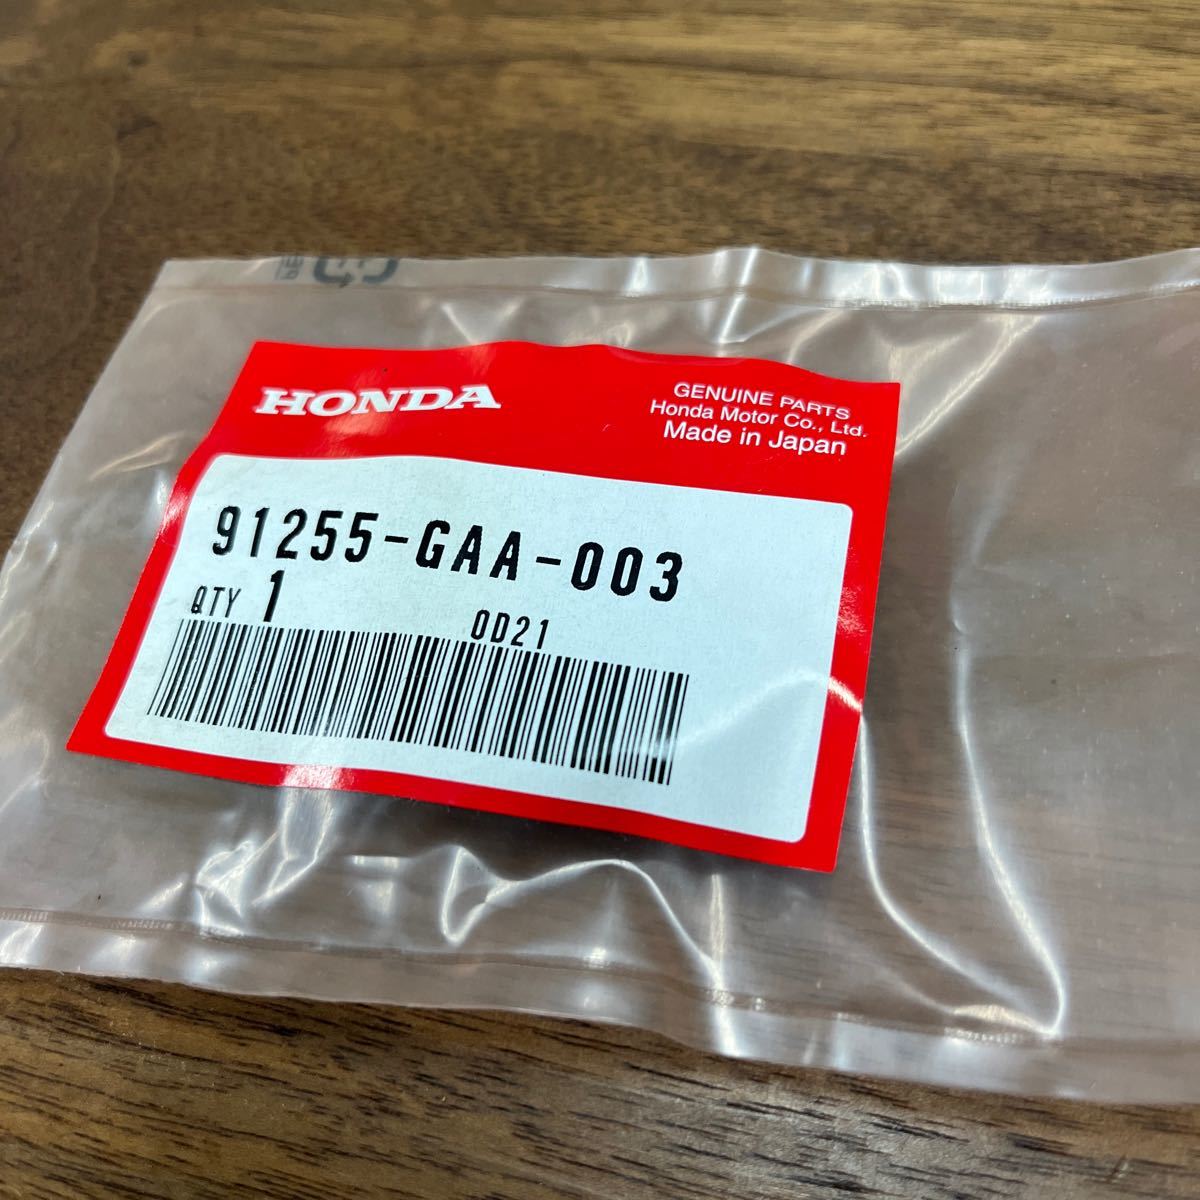 HONDA
GENUINE PARTS
Honda Motor Co., Ltd.
Made in Japan
91255-GAA-003
QTY 1
0D21